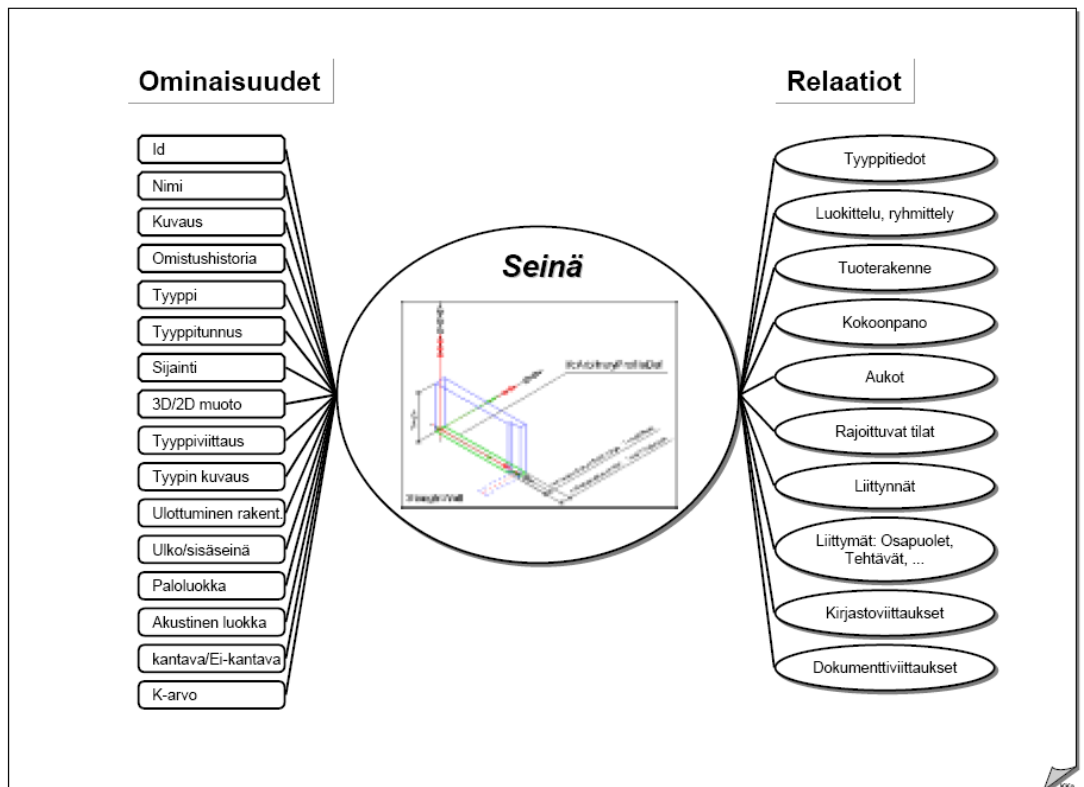 Ominaisuudet
Relaatiot
Id
Nimi
Kuvaus
Omistushistoria
Tyyppi
Tyyppitunnus
Sijainti
3D/2D muoto
Tyyppiviittaus
Tyypin kuvaus
Ulottuminen rakent.
Ulko/sisäseinä
Paloluokka
Akustinen luokka
kantava/Ei-kantava
K-arvo
Seinä
IfcArbitraryProfileDef
StraightWall
Tyyppitiedot
Luokittelu, ryhmittely
Tuoterakenne
Kokoonpano
Aukot
Rajoittuvat tilat
Liittynnät
Liittymät: Osapuolet,
Tehtävät, ...
Kirjastoviittaukset
Dokumenttiviittaukset